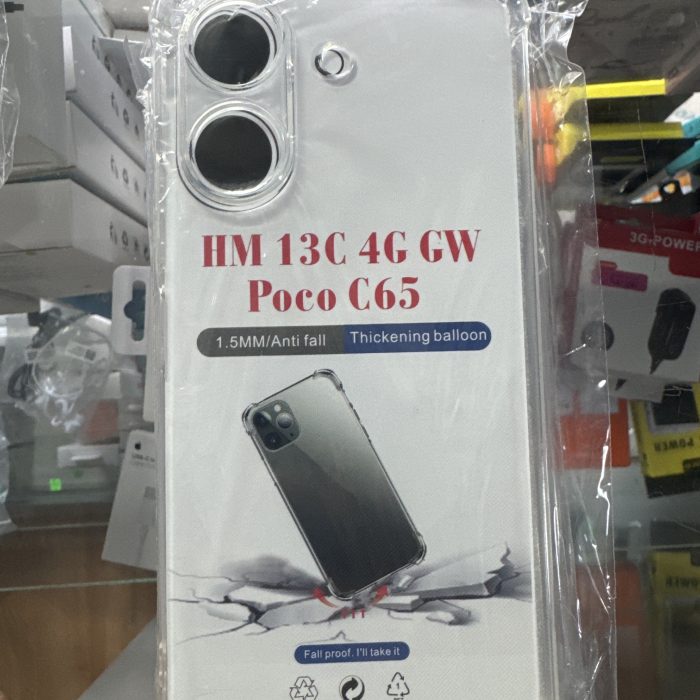 HM 13C 4G GW
Poco C65
1.5MM/Anti fall Thickening balloon
3G+POWER
Fall proof. I'll take it
1